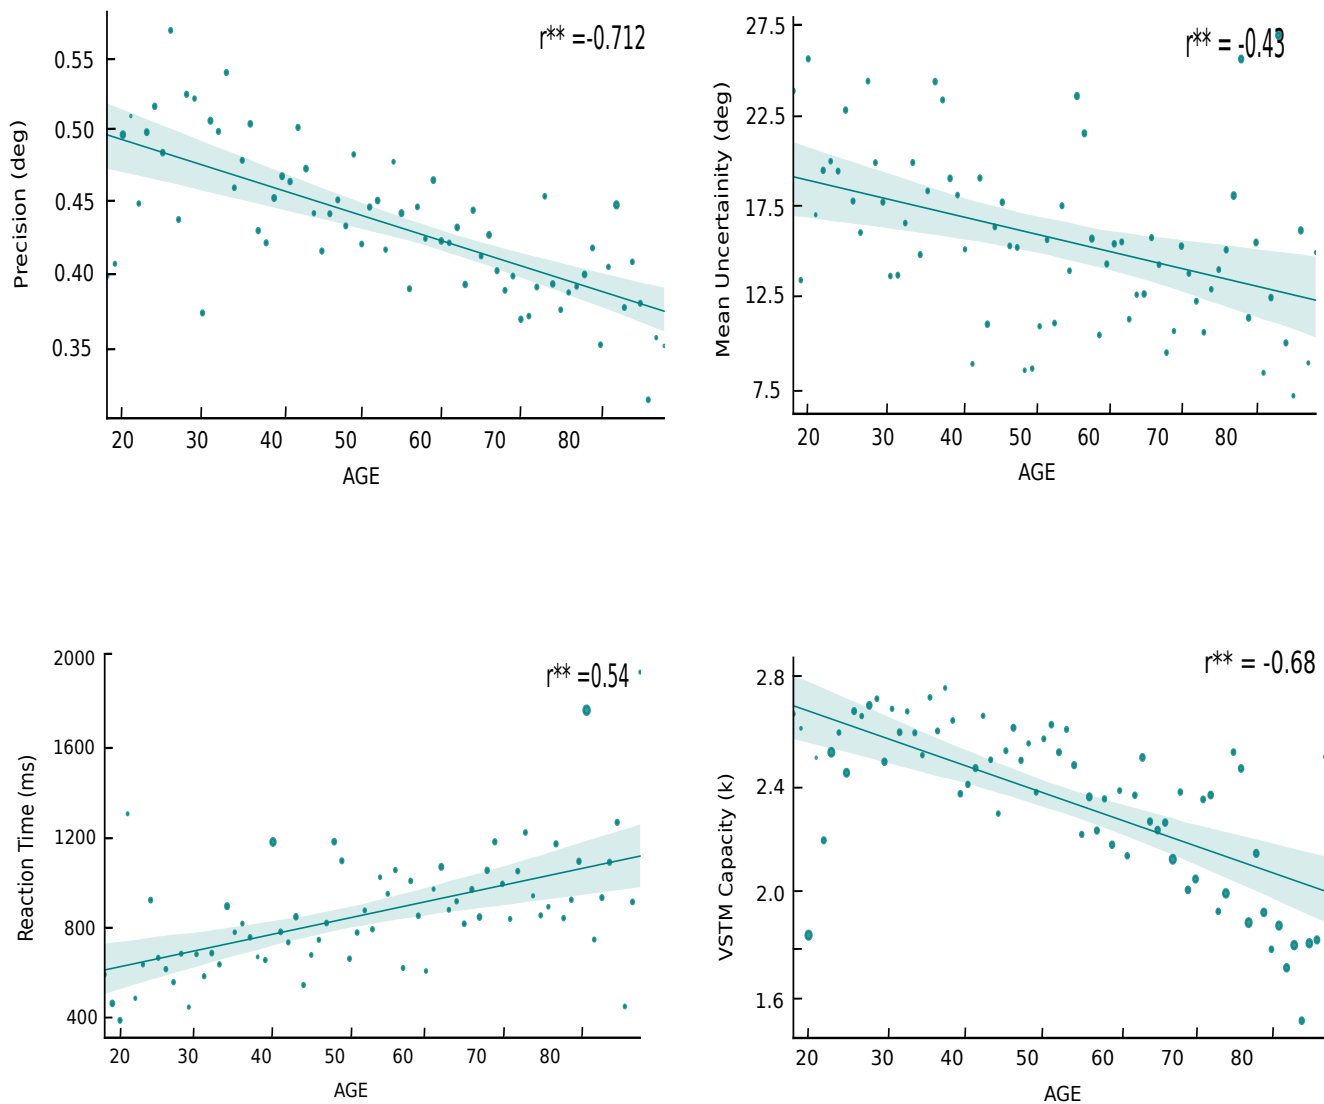 r** =-0.712
0.55
0.50
0.45
0.40
0.35
Precision (deg)
20 30 40 50 60 70 80
AGE
r** = -0.43
27.5
22.5
17.5
12.5
7.5
Mean Uncertainity (deg)
20 30 40 50 60 70 80
AGE
r** =0.54
2000
1600
1200
800
400
Reaction Time (ms)
20 30 40 50 60 70 80
AGE
r** = -0.68
2.8
2.4
2.0
1.6
VSTM Capacity (k)
20 30 40 50 60 70 80
AGE